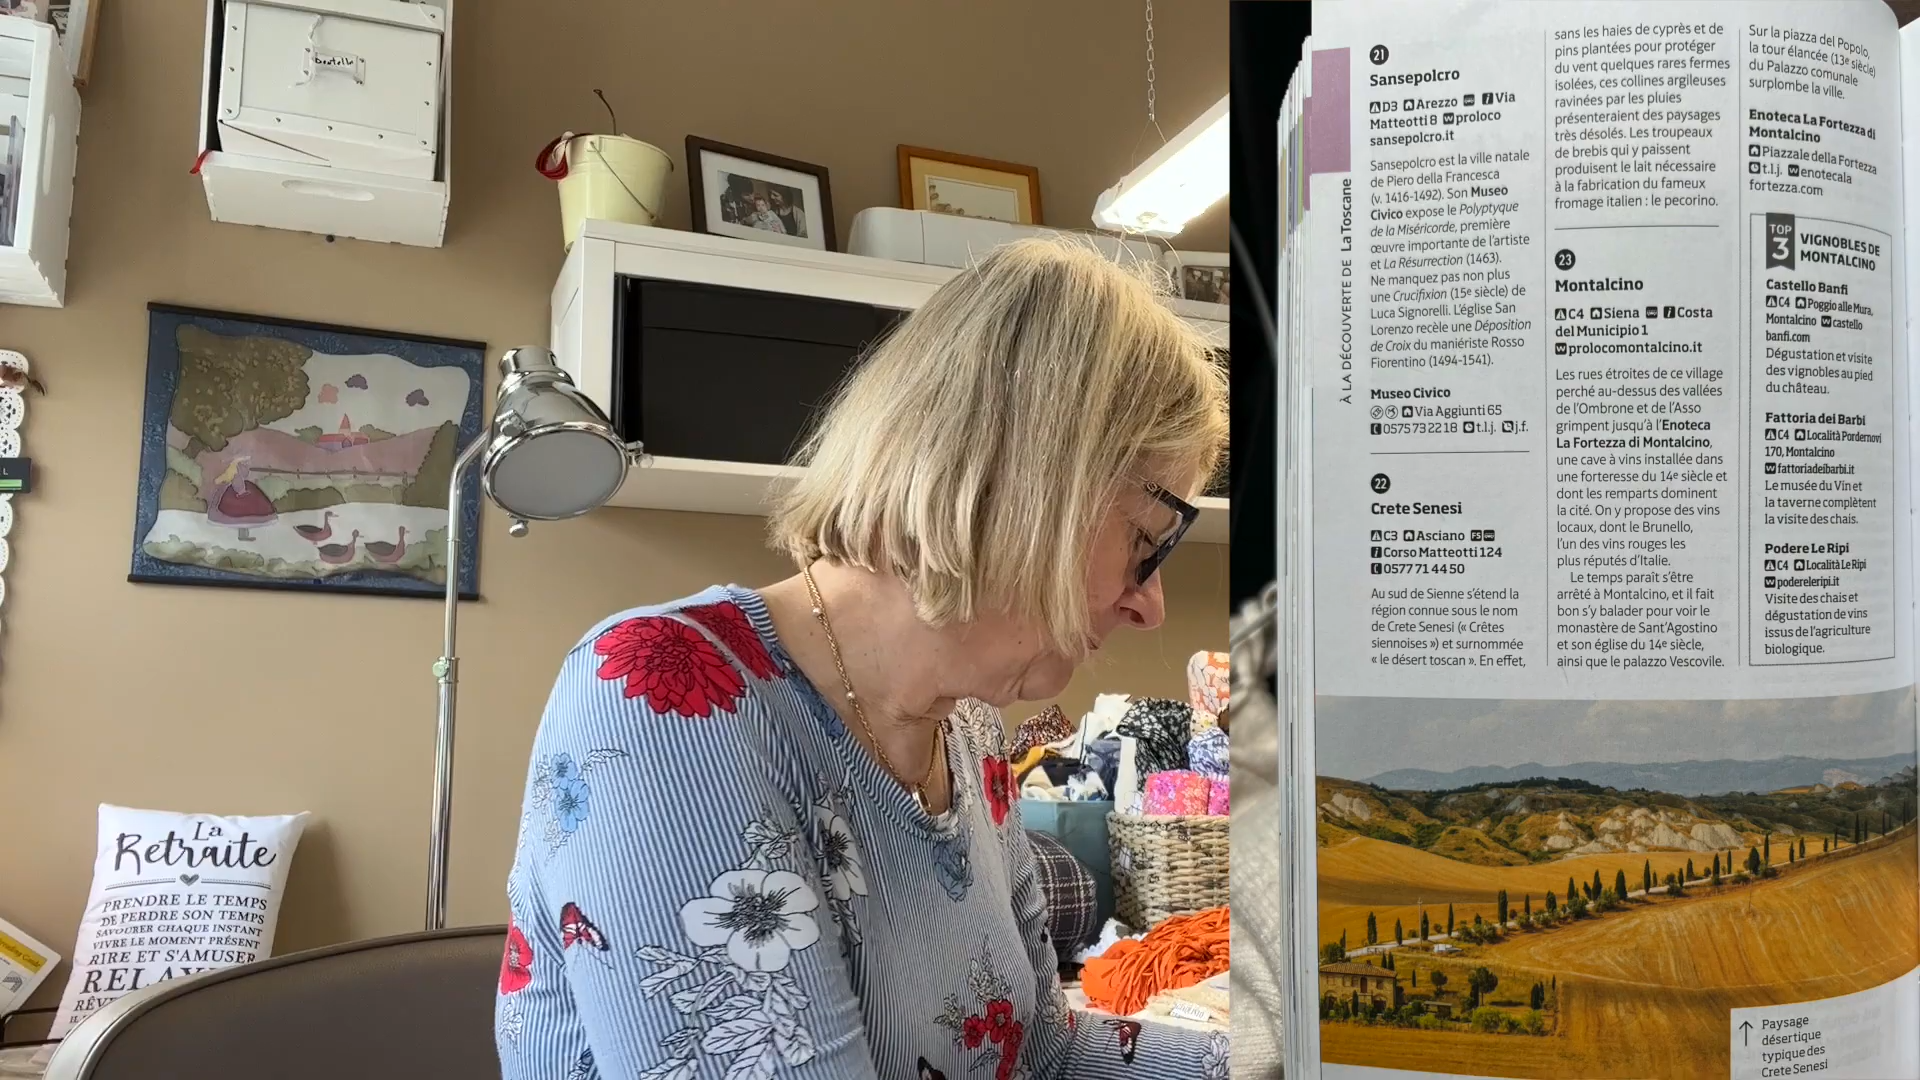 dentelle
La
Retraite
PRENDRE LE TEMPS
DE PERDRE SON TEMPS
SAVOURER CHAQUE INSTANT
VIVRE LE MOMENT PRÉSENT
RIRE ET S'AMUSER
À LA DÉCOUVERTE DE La Toscane
21
Sansepolcro
D3 Arezzo Via
Matteotti 8 proloco
sansepolcro.it
Sansepolcro est la ville natale
de Piero della Francesca
(v. 1416-1492). Son Museo
Civico expose le Polyptyque
de la Miséricorde, première
œuvre importante de l'artiste
et La Résurrection (1463).
Ne manquez pas non plus
une Crucifixion (15e siècle) de
Luca Signorelli. L'église San
Lorenzo recèle une Déposition
de Croix du maniériste Rosso
Fiorentino (1494-1541).
Museo Civico
Via Aggiunti 65
0575 73 22 18 t.l.j. j.f.
22
Crete Senesi
C3 Asciano FS
i Corso Matteotti 124
0577 71 44 50
Au sud de Sienne s'étend la
région connue sous le nom
de Crete Senesi (« Crêtes
siennoises ») et surnommée
« le désert toscan ». En effet,
sans les haies de cyprès et de
pins plantées pour protéger
du vent quelques rares fermes
isolées, ces collines argileuses
ravinées par les pluies
présenteraient des paysages
très désolés. Les troupeaux
de brebis qui y paissent
produisent le lait nécessaire
à la fabrication du fameux
fromage italien : le pecorino.
23
Montalcino
C4 Siena i Costa
del Municipio 1
w prolocomontalcino.it
Les rues étroites de ce village
perché au-dessus des vallées
de l'Ombrone et de l'Asso
grimpent jusqu'à l'Enoteca
La Fortezza di Montalcino,
une cave à vins installée dans
une forteresse du 14e siècle et
dont les remparts dominent
la cité. On y propose des vins
locaux, dont le Brunello,
l'un des vins rouges les
plus réputés d'Italie.
Le temps paraît s'être
arrêté à Montalcino, et il fait
bon s'y balader pour voir le
monastère de Sant'Agostino
et son église du 14e siècle,
ainsi que le palazzo Vescovile.
Sur la piazza del Popolo,
la tour élancée (13e siècle)
du Palazzo comunale
surplombe la ville.
Enoteca La Fortezza di
Montalcino
Piazzale della Fortezza
t.l.j. w enotecala
fortezza.com
TOP
3
VIGNOBLES DE
MONTALCINO
Castello Banfi
C4 Poggio alle Mura,
Montalcino w castello
banfi.com
Dégustation et visite
des vignobles au pied
du château.
Fattoria dei Barbi
C4 Località Pordernovi
170, Montalcino
w fattoriadeibarbi.it
Le musée du Vin et
la taverne complètent
la visite des chais.
Podere Le Ripi
C4 Località Le Ripi
w podereleripi.it
Visite des chais et
dégustation de vins
issus de l'agriculture
biologique.
↑ Paysage
désertique
typique des
Crete Senesi